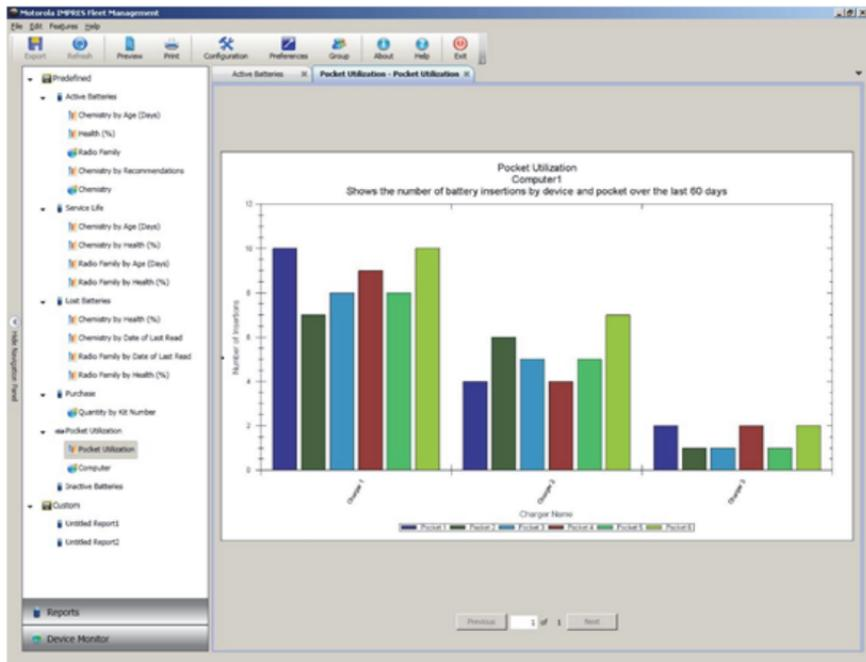 Motorola IMPRES Fleet Management
File Edit Features Help
Export Refresh Preview Print Configuration Preferences Group About Help Exit
Active Batteries Pocket Utilization - Pocket Utilization
Predefined
Active Batteries
Chemistry by Age (Days)
Health (%)
Radio Family
Chemistry by Recommendations
Chemistry
Service Life
Chemistry by Age (Days)
Chemistry by Health (%)
Radio Family by Age (Days)
Radio Family by Health (%)
Lost Batteries
Chemistry by Health (%)
Chemistry by Date of Last Read
Radio Family by Date of Last Read
Radio Family by Health (%)
Purchase
Quantity by Kit Number
Pocket Utilization
Pocket Utilization
Computer
Inactive Batteries
Custom
Untitled Report1
Untitled Report2
Reports
Device Monitor
Hide Navigation Panel
Pocket Utilization
Computer1
Shows the number of battery insertions by device and pocket over the last 60 days
Number of Insertions
12
10
8
6
4
2
0
Charger 1 Charger 2 Charger 3
Charger Name
Pocket 1 Pocket 2 Pocket 3 Pocket 4 Pocket 5 Pocket 6
Previous 1 of 1 Next